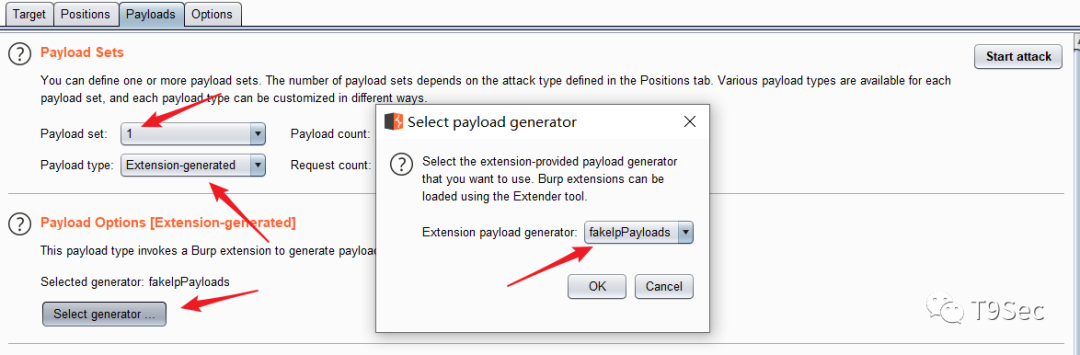 Target Positions Payloads Options
Payload Sets
Start attack
You can define one or more payload sets. The number of payload sets depends on the attack type defined in the Positions tab. Various payload types are available for each
payload set, and each payload type can be customized in different ways.
Payload set: 1
Payload count:
Payload type: Extension-generated
Request count:
Payload Options [Extension-generated]
This payload type invokes a Burp extension to generate
Selected generator: fakeIpPayloads
Select generator ...
Select payload generator
Select the extension-provided payload generator
that you want to use. Burp extensions can be
loaded using the Extender tool.
Extension payload generator: fakeIpPayloads
OK Cancel
T9Sec